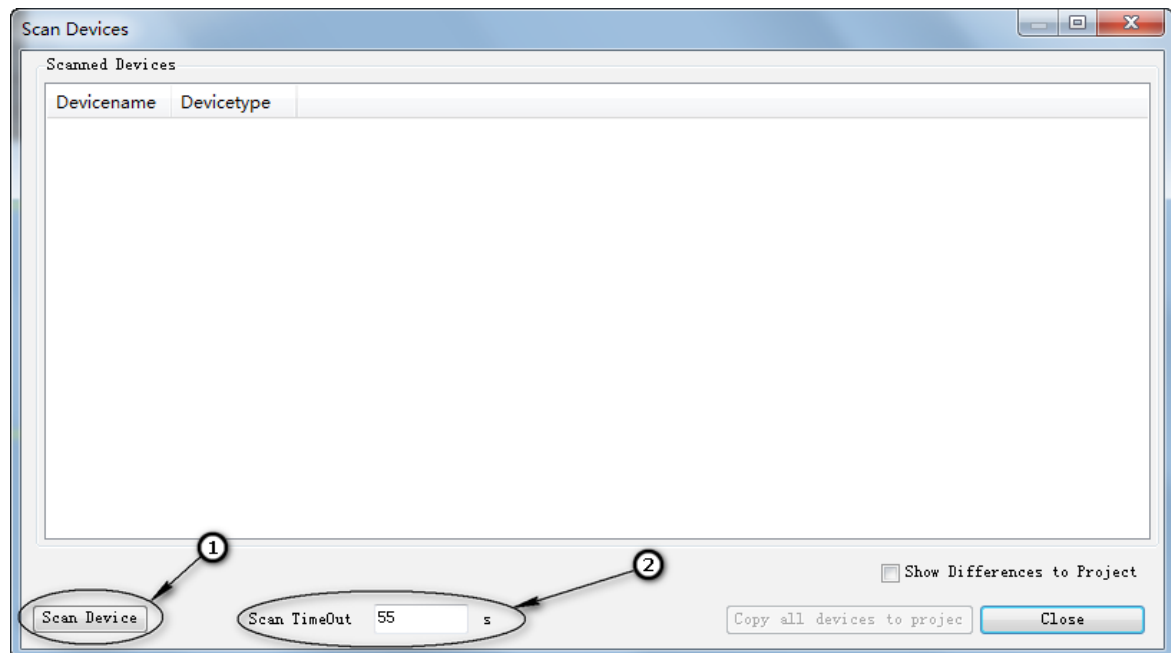 Scan Devices
Scanned Devices
Devicename Devicetype
1
2
Show Differences to Project
Scan Device
Scan TimeOut 55 s
Copy all devices to projec
Close